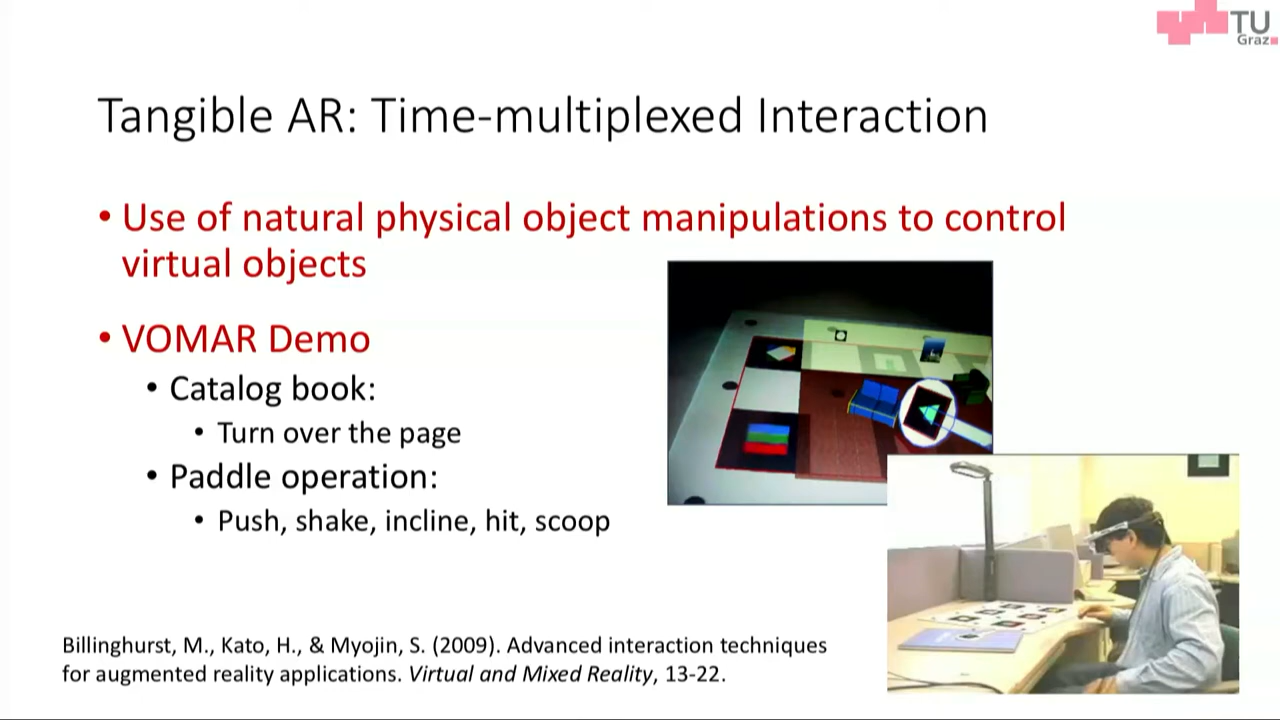 TU
Graz
Tangible AR: Time-multiplexed Interaction
• Use of natural physical object manipulations to control
virtual objects
• VOMAR Demo
• Catalog book:
• Turn over the page
• Paddle operation:
• Push, shake, incline, hit, scoop
Billinghurst, M., Kato, H., & Myojin, S. (2009). Advanced interaction techniques
for augmented reality applications. Virtual and Mixed Reality, 13-22.